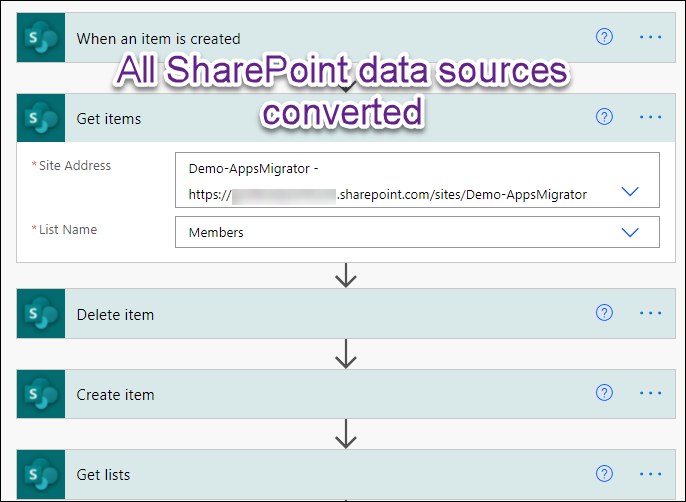 When an item is created
All SharePoint data sources
converted
Get items
* Site Address
Demo-AppsMigrator -
https:// .sharepoint.com/sites/Demo-AppsMigrator
* List Name
Members
Delete item
Create item
Get lists